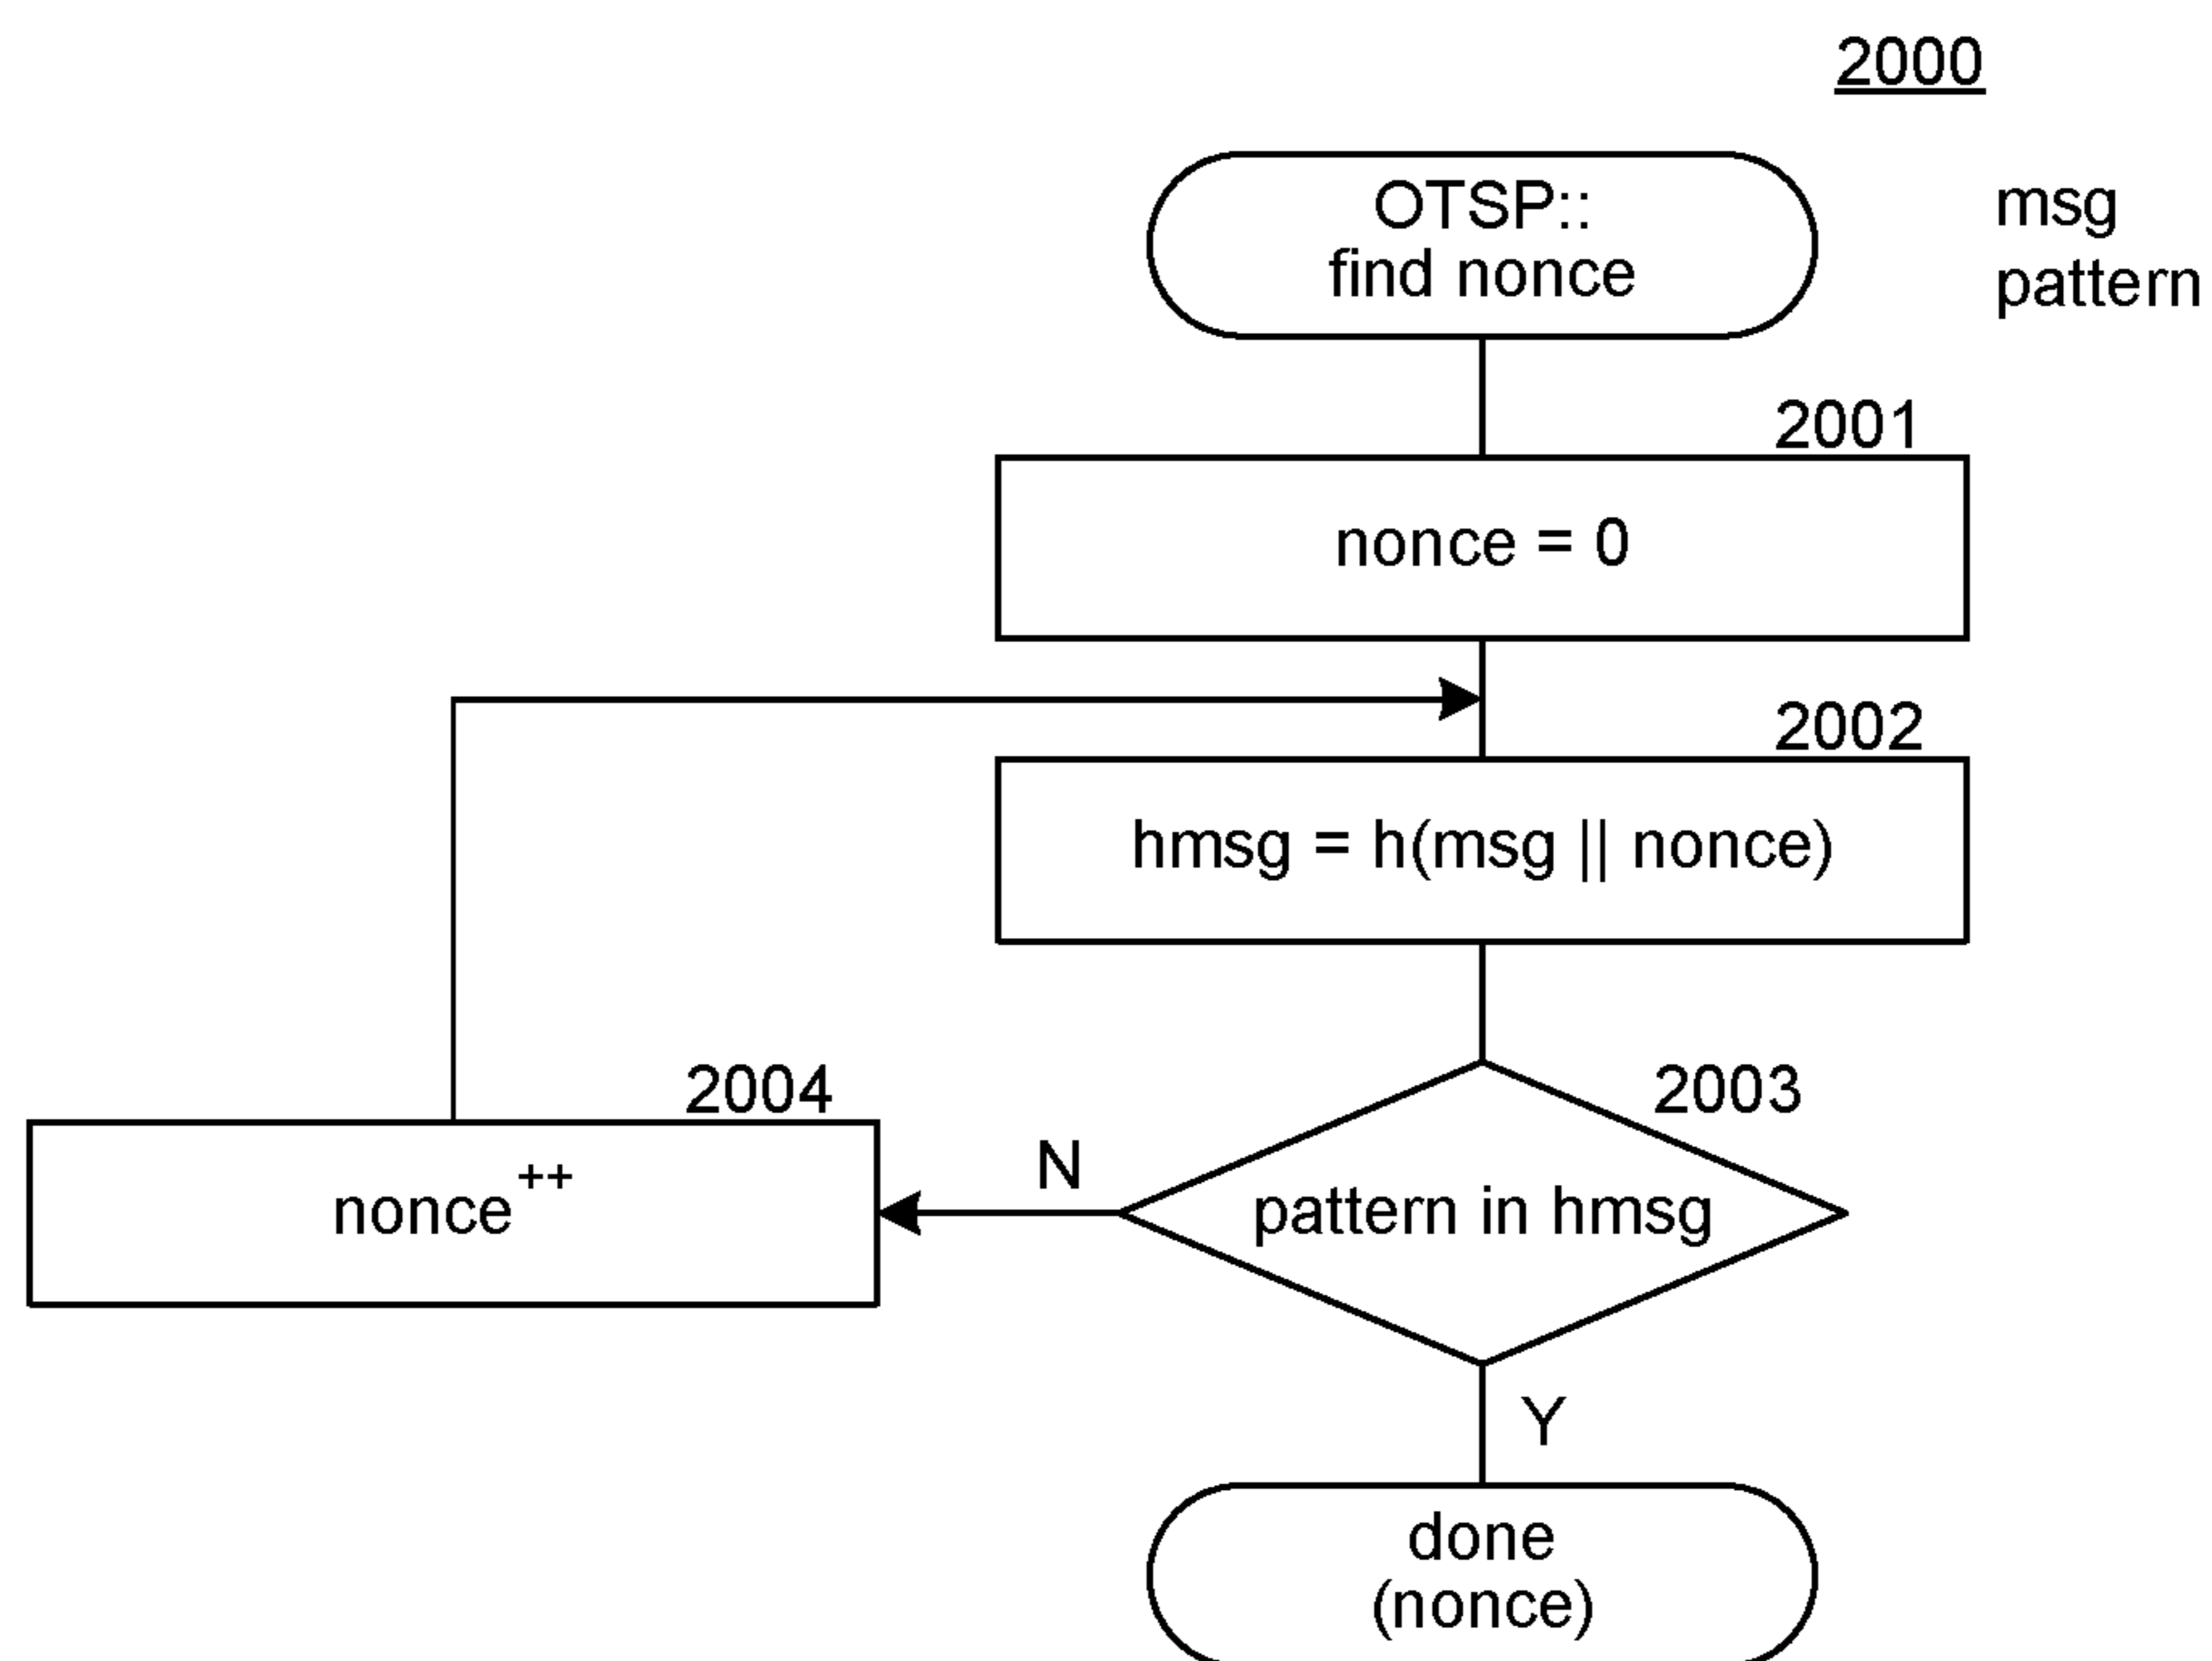 2000
OTSP::
find nonce
msg
pattern
2001
nonce = 0
2002
hmsg = h(msg || nonce)
2003
pattern in hmsg
N
2004
nonce++
Y
done
(nonce)